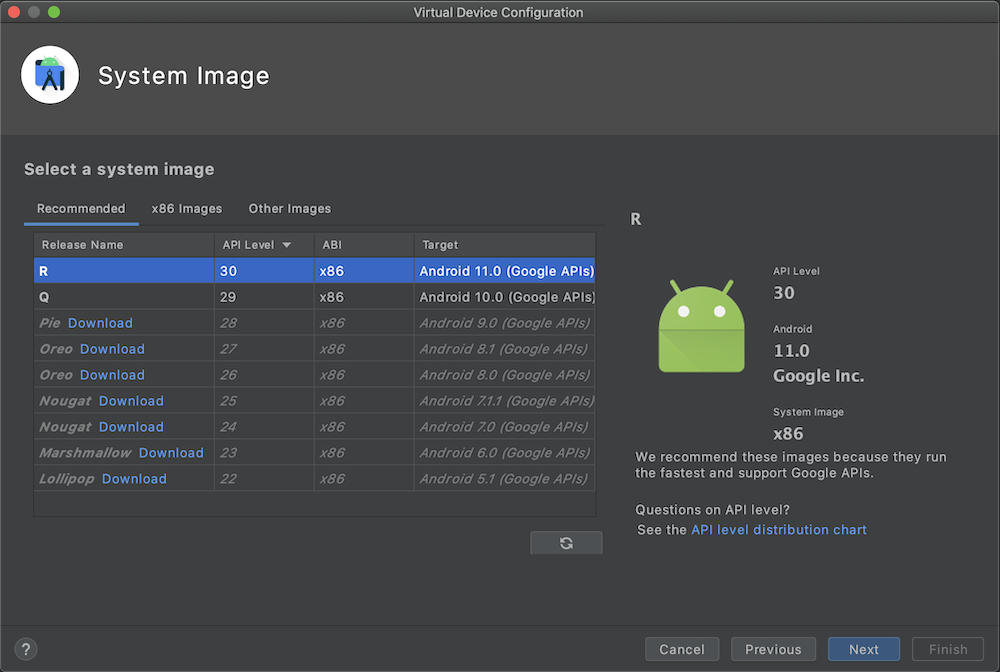 Virtual Device Configuration
System Image
Select a system image
Recommended x86 Images Other Images
Release Name API Level ABI Target
R 30 x86 Android 11.0 (Google APIs)
Q 29 x86 Android 10.0 (Google APIs)
Pie Download 28 x86 Android 9.0 (Google APIs)
Oreo Download 27 x86 Android 8.1 (Google APIs)
Oreo Download 26 x86 Android 8.0 (Google APIs)
Nougat Download 25 x86 Android 7.1.1 (Google APIs)
Nougat Download 24 x86 Android 7.0 (Google APIs)
Marshmallow Download 23 x86 Android 6.0 (Google APIs)
Lollipop Download 22 x86 Android 5.1 (Google APIs)
R
API Level
30
Android
11.0
Google Inc.
System Image
x86
We recommend these images because they run
the fastest and support Google APIs.
Questions on API level?
See the API level distribution chart
? Cancel Previous Next Finish